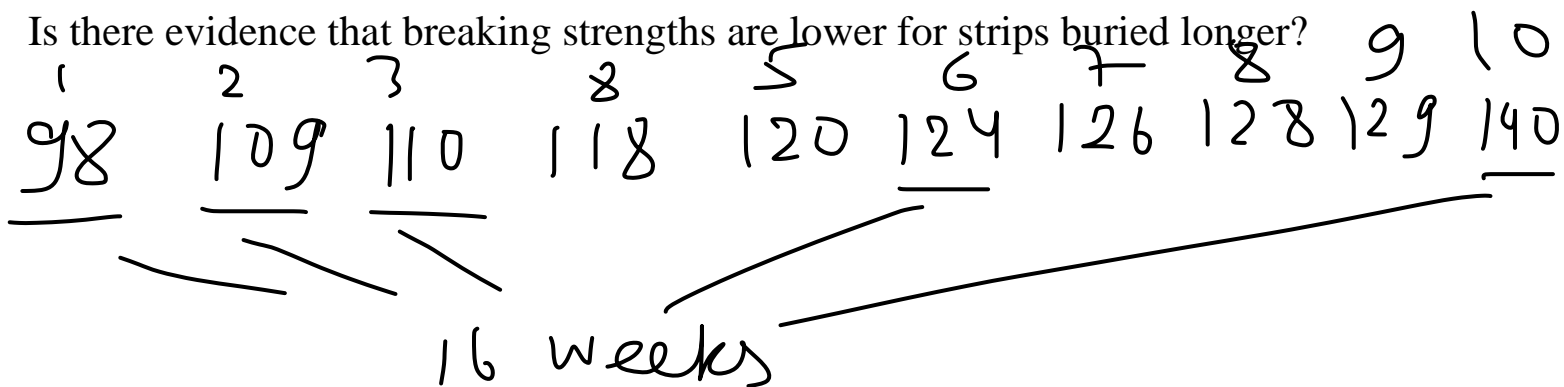 Is there evidence that breaking strengths are lower for strips buried longer?
1 2 3 8 5 6 7 8 9 10
98 109 110 118 120 124 126 128 129 140
16 weeks